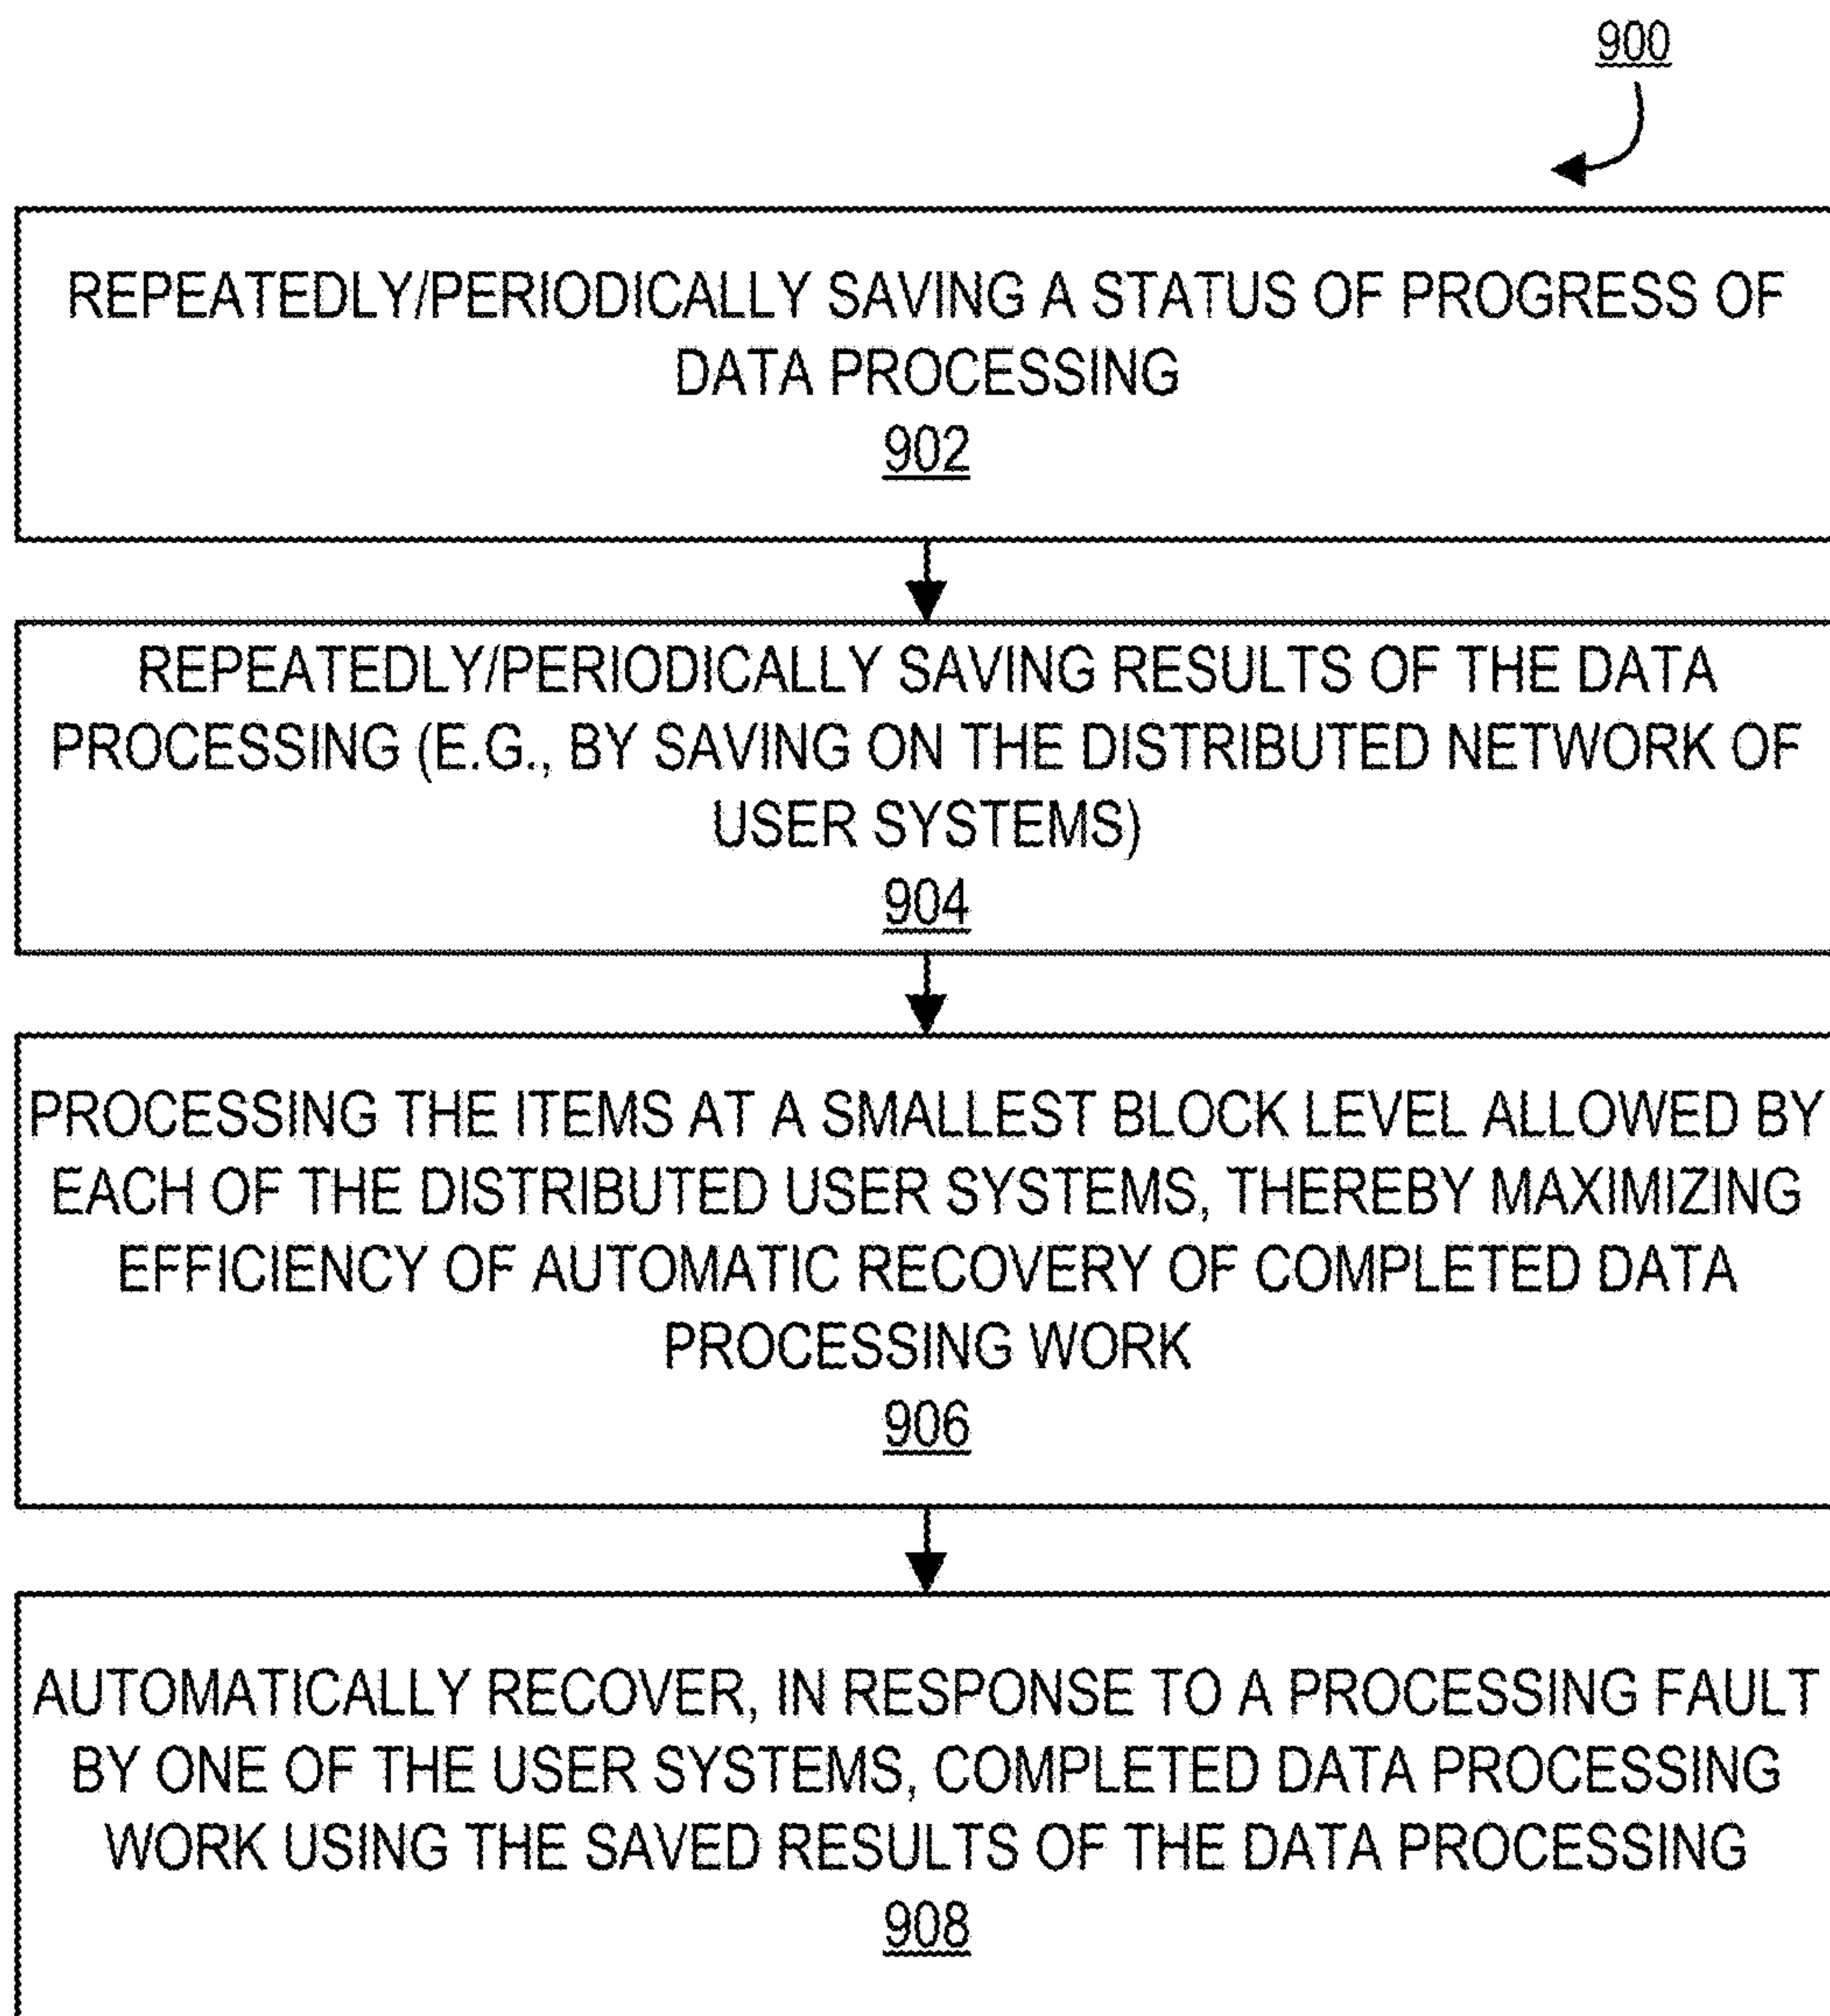 900
REPEATEDLY/PERIODICALLY SAVING A STATUS OF PROGRESS OF
DATA PROCESSING
902
REPEATEDLY/PERIODICALLY SAVING RESULTS OF THE DATA
PROCESSING (E.G., BY SAVING ON THE DISTRIBUTED NETWORK OF
USER SYSTEMS)
904
PROCESSING THE ITEMS AT A SMALLEST BLOCK LEVEL ALLOWED BY
EACH OF THE DISTRIBUTED USER SYSTEMS, THEREBY MAXIMIZING
EFFICIENCY OF AUTOMATIC RECOVERY OF COMPLETED DATA
PROCESSING WORK
906
AUTOMATICALLY RECOVER, IN RESPONSE TO A PROCESSING FAULT
BY ONE OF THE USER SYSTEMS, COMPLETED DATA PROCESSING
WORK USING THE SAVED RESULTS OF THE DATA PROCESSING
908